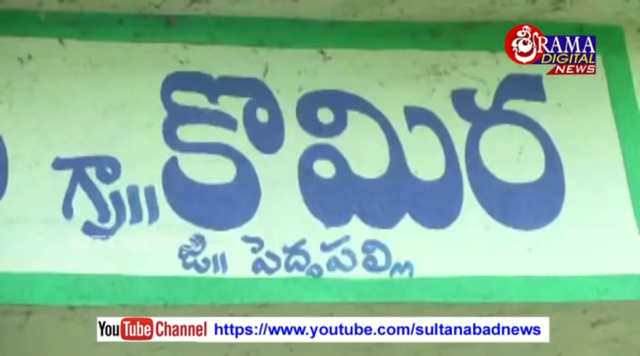 శ్రీRAMA
DIGITAL
NEWS
గ్రా॥ కొమిర
జి॥ పెద్దపల్లి
YouTube Channel https://www.youtube.com/sultanabadnews